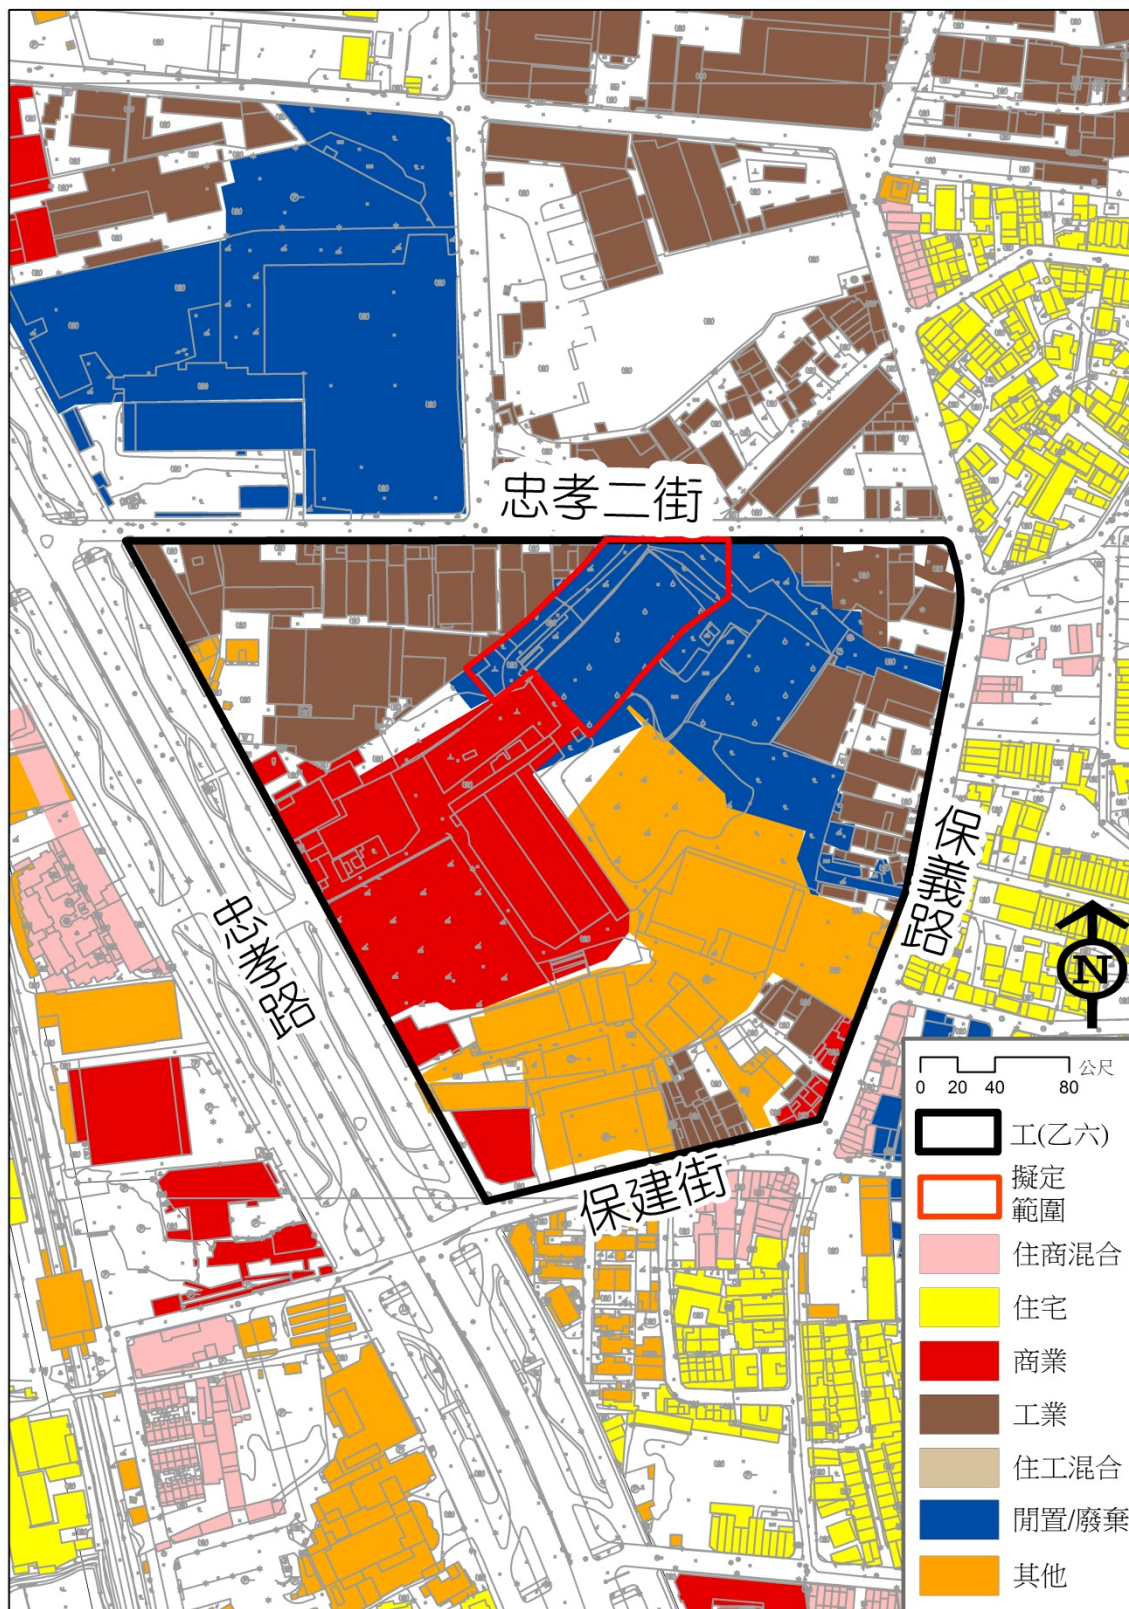 忠孝二街
保義路
忠孝路
保建街
N
公尺
0 20 40 80
工(乙六)
擬定
範圍
住商混合
住宅
商業
工業
住工混合
閒置/廢棄
其他